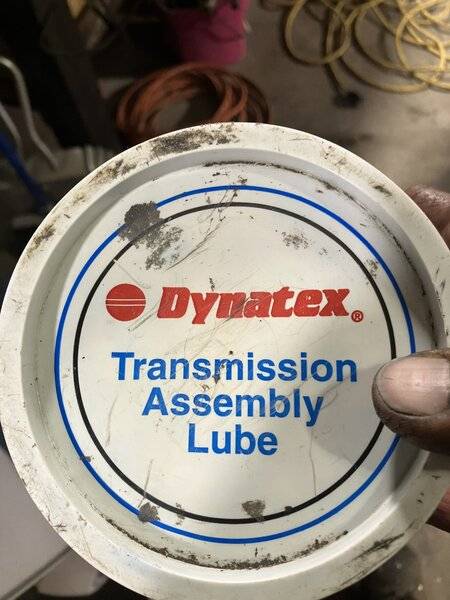 Dynatex®
Transmission
Assembly
Lube